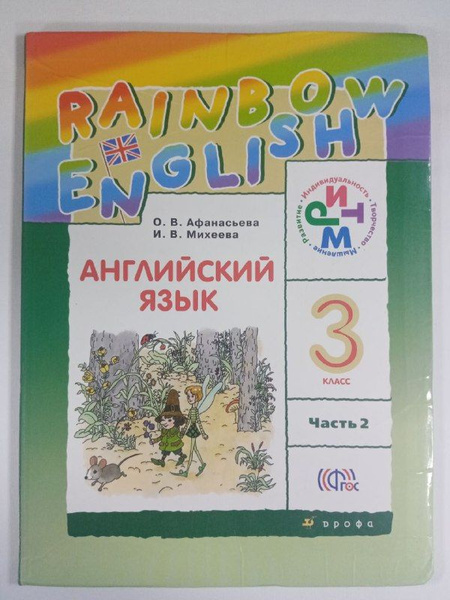 RAINBOW
ENGLISH
О. В. Афанасьева
И. В. Михеева
АНГЛИЙСКИЙ
ЯЗЫК
РИТМ
Развитие • Индивидуальность • Творчество • Мышление
3
КЛАСС
Часть 2
ФГОС
дрофа